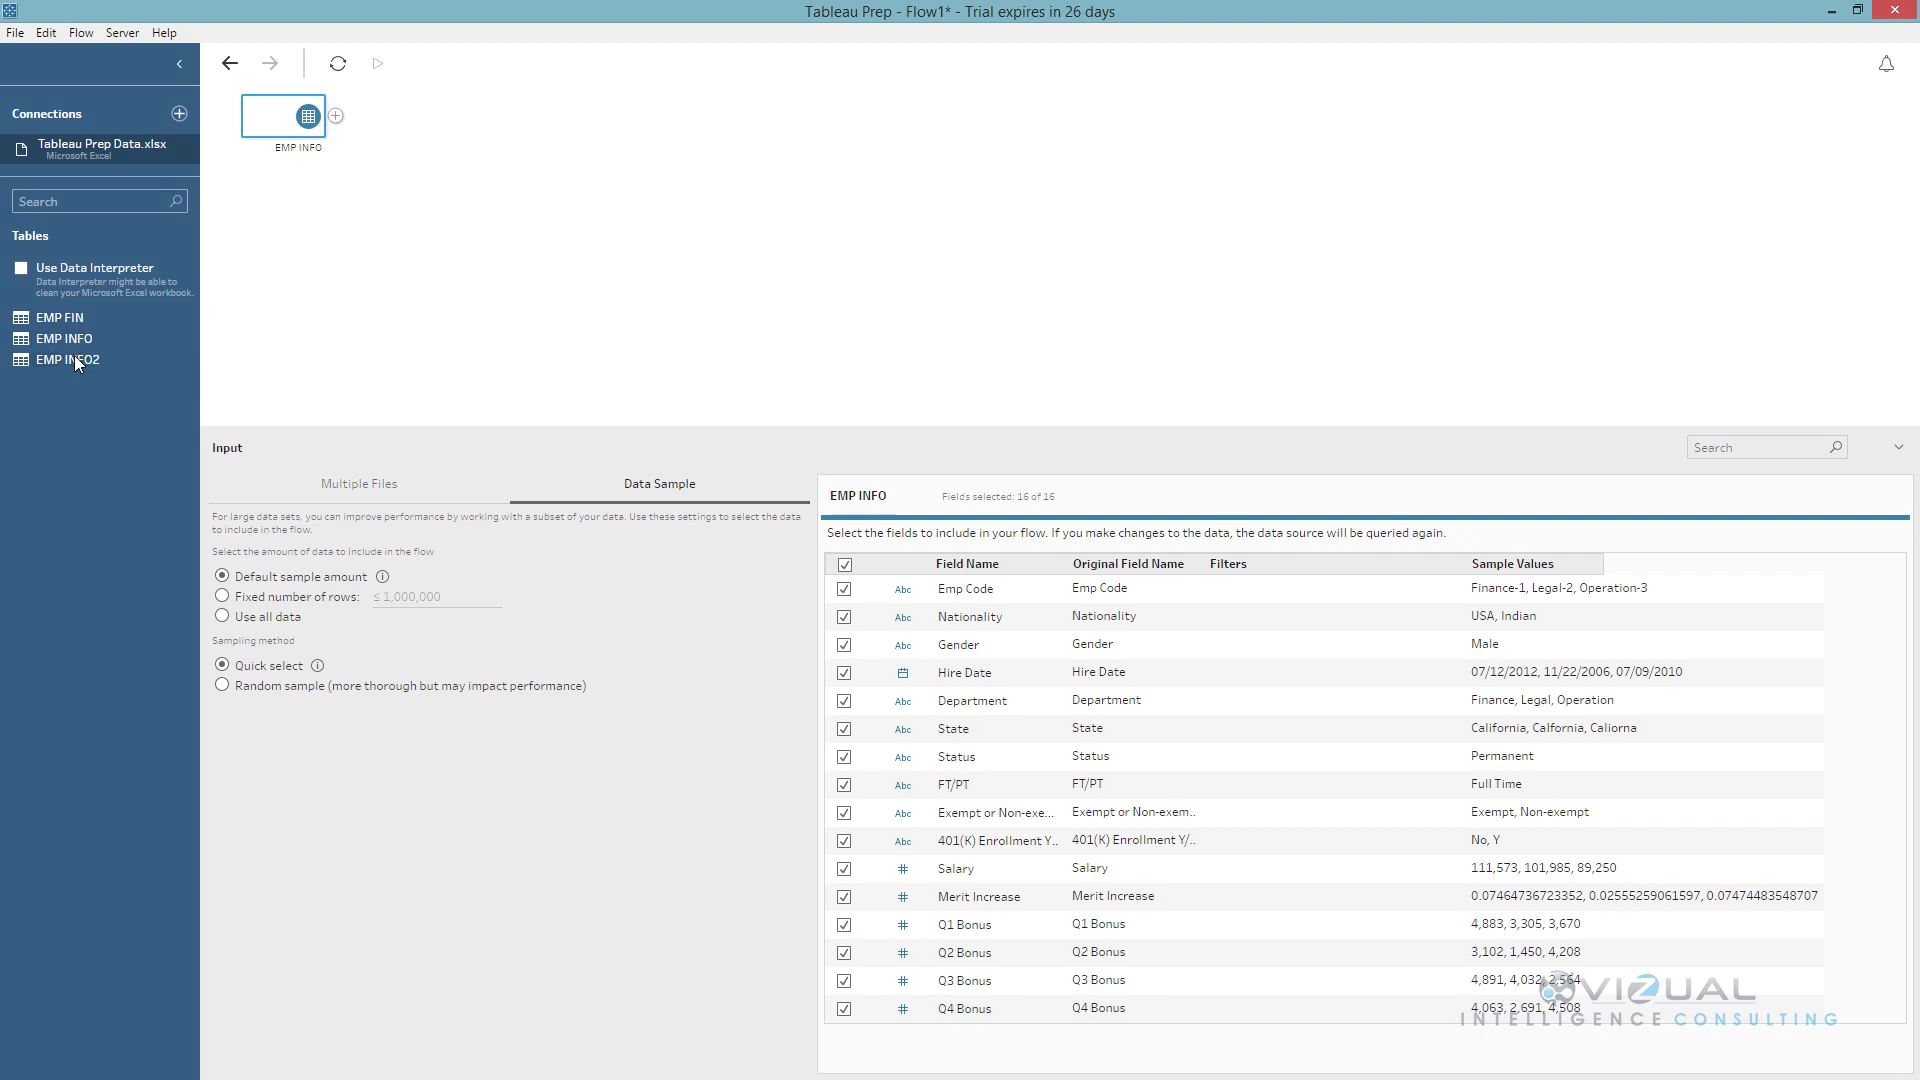 Tableau Prep - Flow1* - Trial expires in 26 days
File Edit Flow Server Help
Connections
Tableau Prep Data.xlsx
Microsoft Excel
Search
Tables
Use Data Interpreter
Data Interpreter might be able to
clean your Microsoft Excel workbook.
EMP FIN
EMP INFO
EMP INFO2
EMP INFO
Input
Search
Multiple Files
Data Sample
For large data sets, you can improve performance by working with a subset of your data. Use these settings to select the data
to include in the flow.
Select the amount of data to include in the flow
Default sample amount
Fixed number of rows: ≤ 1,000,000
Use all data
Sampling method
Quick select
Random sample (more thorough but may impact performance)
EMP INFO Fields selected: 16 of 16
Select the fields to include in your flow. If you make changes to the data, the data source will be queried again.
Field Name Original Field Name Filters Sample Values
Abc Emp Code Emp Code Finance-1, Legal-2, Operation-3
Abc Nationality Nationality USA, Indian
Abc Gender Gender Male
Hire Date Hire Date 07/12/2012, 11/22/2006, 07/09/2010
Abc Department Department Finance, Legal, Operation
Abc State State California, Calfornia, Caliorna
Abc Status Status Permanent
Abc FT/PT FT/PT Full Time
Abc Exempt or Non-exe... Exempt or Non-exem.. Exempt, Non-exempt
Abc 401(K) Enrollment Y.. 401(K) Enrollment Y/.. No, Y
# Salary Salary 111,573, 101,985, 89,250
# Merit Increase Merit Increase 0.07464736723352, 0.02555259061597, 0.07474483548707
# Q1 Bonus Q1 Bonus 4,883, 3,305, 3,670
# Q2 Bonus Q2 Bonus 3,102, 1,450, 4,208
# Q3 Bonus Q3 Bonus 4,891, 4,032, 2,564
# Q4 Bonus Q4 Bonus 4,063, 2,691, 4,508
VIZUAL
INTELLIGENCE CONSULTING